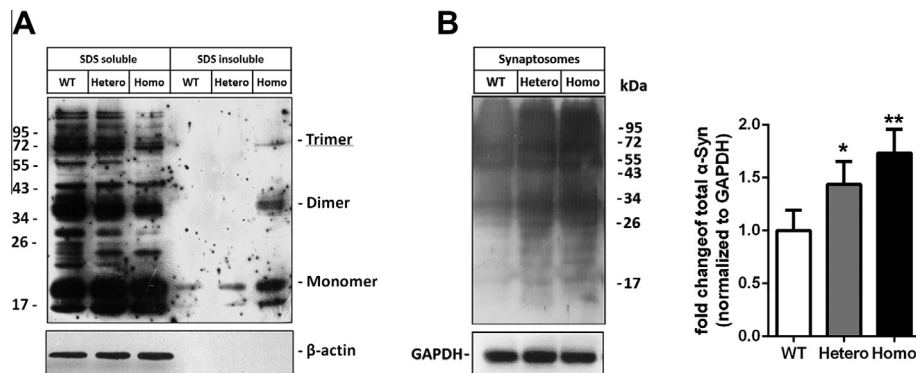 A
SDS soluble SDS insoluble
WT Hetero Homo WT Hetero Homo
95 -
72 -
55 -
43 -
34 -
26 -
17 -
- Trimer
- Dimer
- Monomer
- β-actin
B
Synaptosomes
WT Hetero Homo
kDa
-95
-72
-55
-43
-34
-26
-17
GAPDH-
fold changeof total α-Syn
(normalized to GAPDH)
2.0
1.5
1.0
0.5
0.0
*
**
WT Hetero Homo